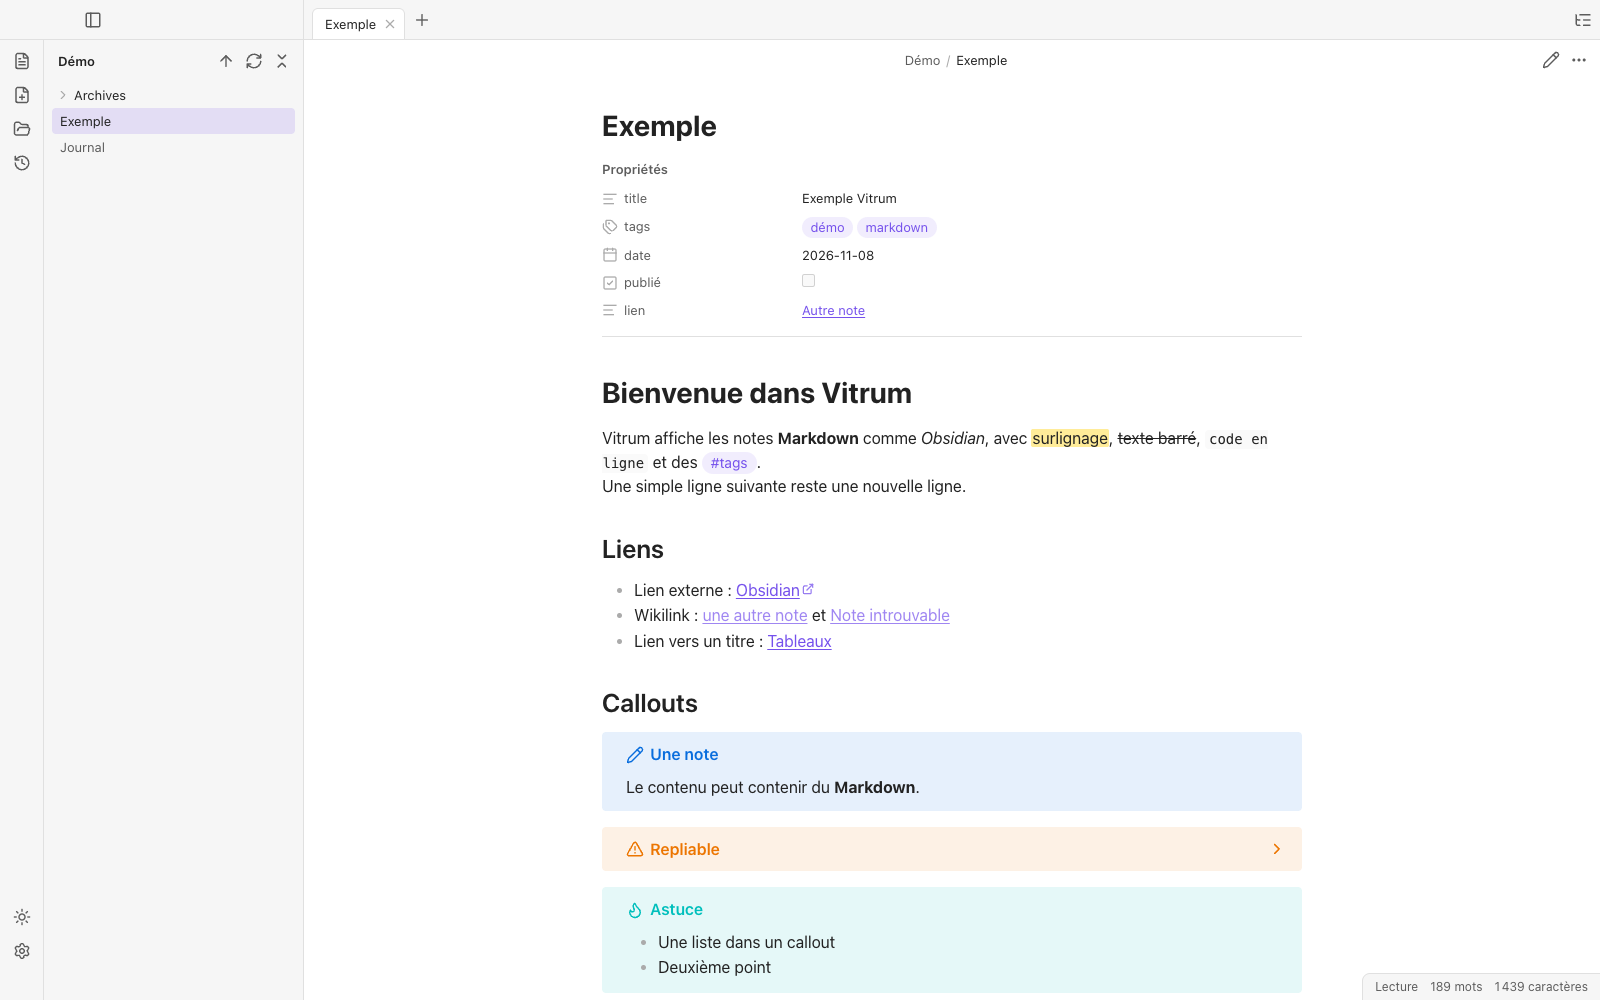 Exemple
Démo
Démo / Exemple
Archives
Exemple
Journal
Exemple
Propriétés
title Exemple Vitrum
tags démo markdown
date 2026-11-08
publié
lien Autre note
Bienvenue dans Vitrum
Vitrum affiche les notes Markdown comme Obsidian, avec surlignage, texte barré, code en
ligne et des #tags.
Une simple ligne suivante reste une nouvelle ligne.
Liens
Lien externe : Obsidian
Wikilink : une autre note et Note introuvable
Lien vers un titre : Tableaux
Callouts
Une note
Le contenu peut contenir du Markdown.
Repliable
Astuce
Une liste dans un callout
Deuxième point
Lecture 189 mots 1 439 caractères